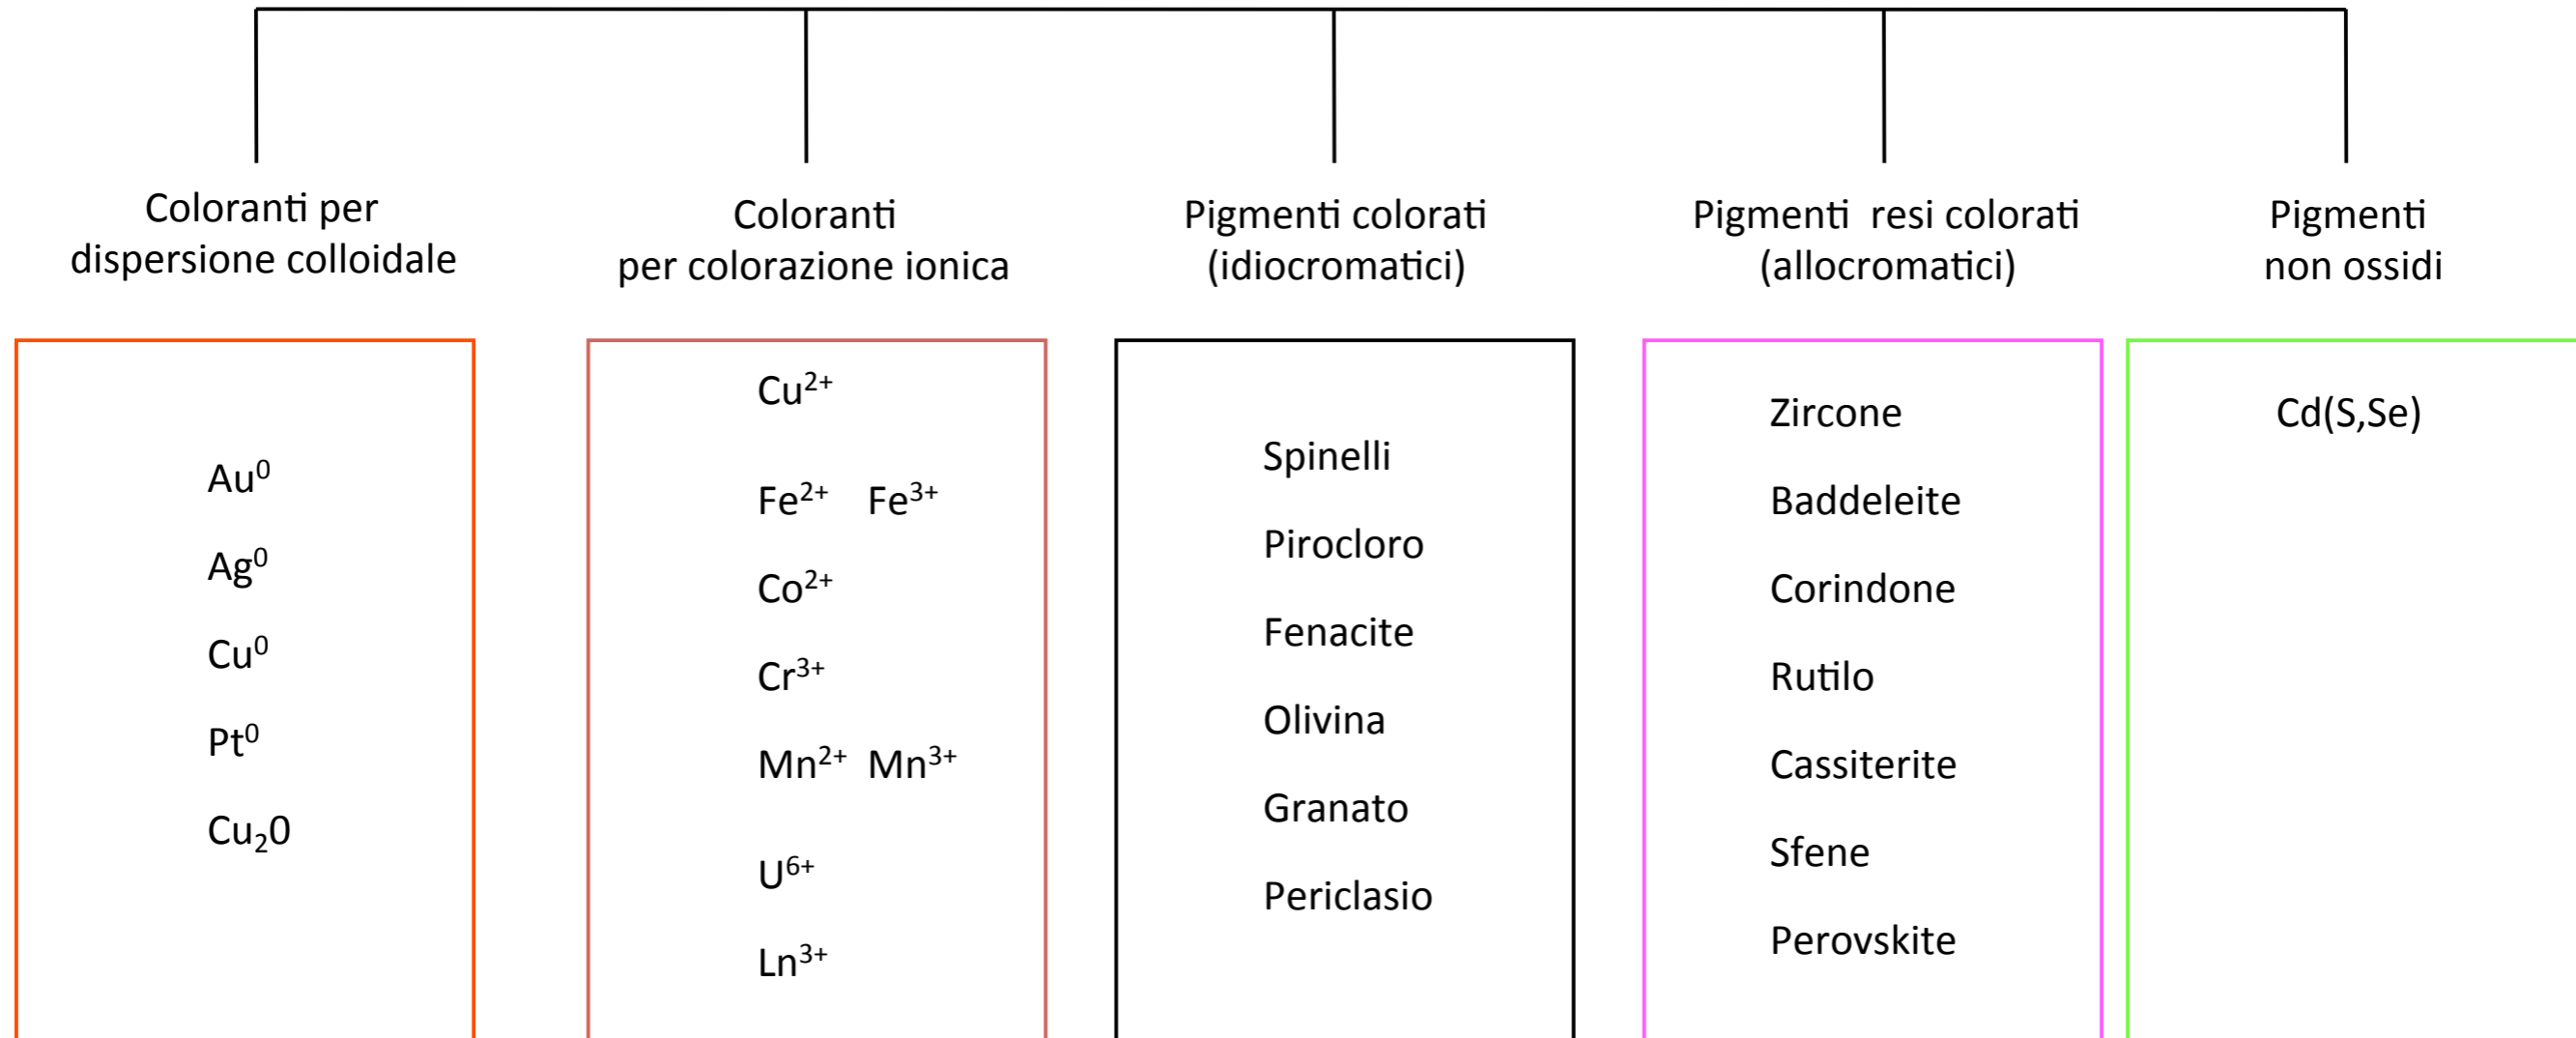 Coloranti per
dispersione colloidale
Coloranti
per colorazione ionica
Pigmenti colorati
(idiocromatici)
Pigmenti resi colorati
(allocromatici)
Pigmenti
non ossidi
Au⁰
Ag⁰
Cu⁰
Pt⁰
Cu₂0
Cu²⁺
Fe²⁺ Fe³⁺
Co²⁺
Cr³⁺
Mn²⁺ Mn³⁺
U⁶⁺
Ln³⁺
Spinelli
Pirocloro
Fenacite
Olivina
Granato
Periclasio
Zircone
Baddeleite
Corindone
Rutilo
Cassiterite
Sfene
Perovskite
Cd(S,Se)